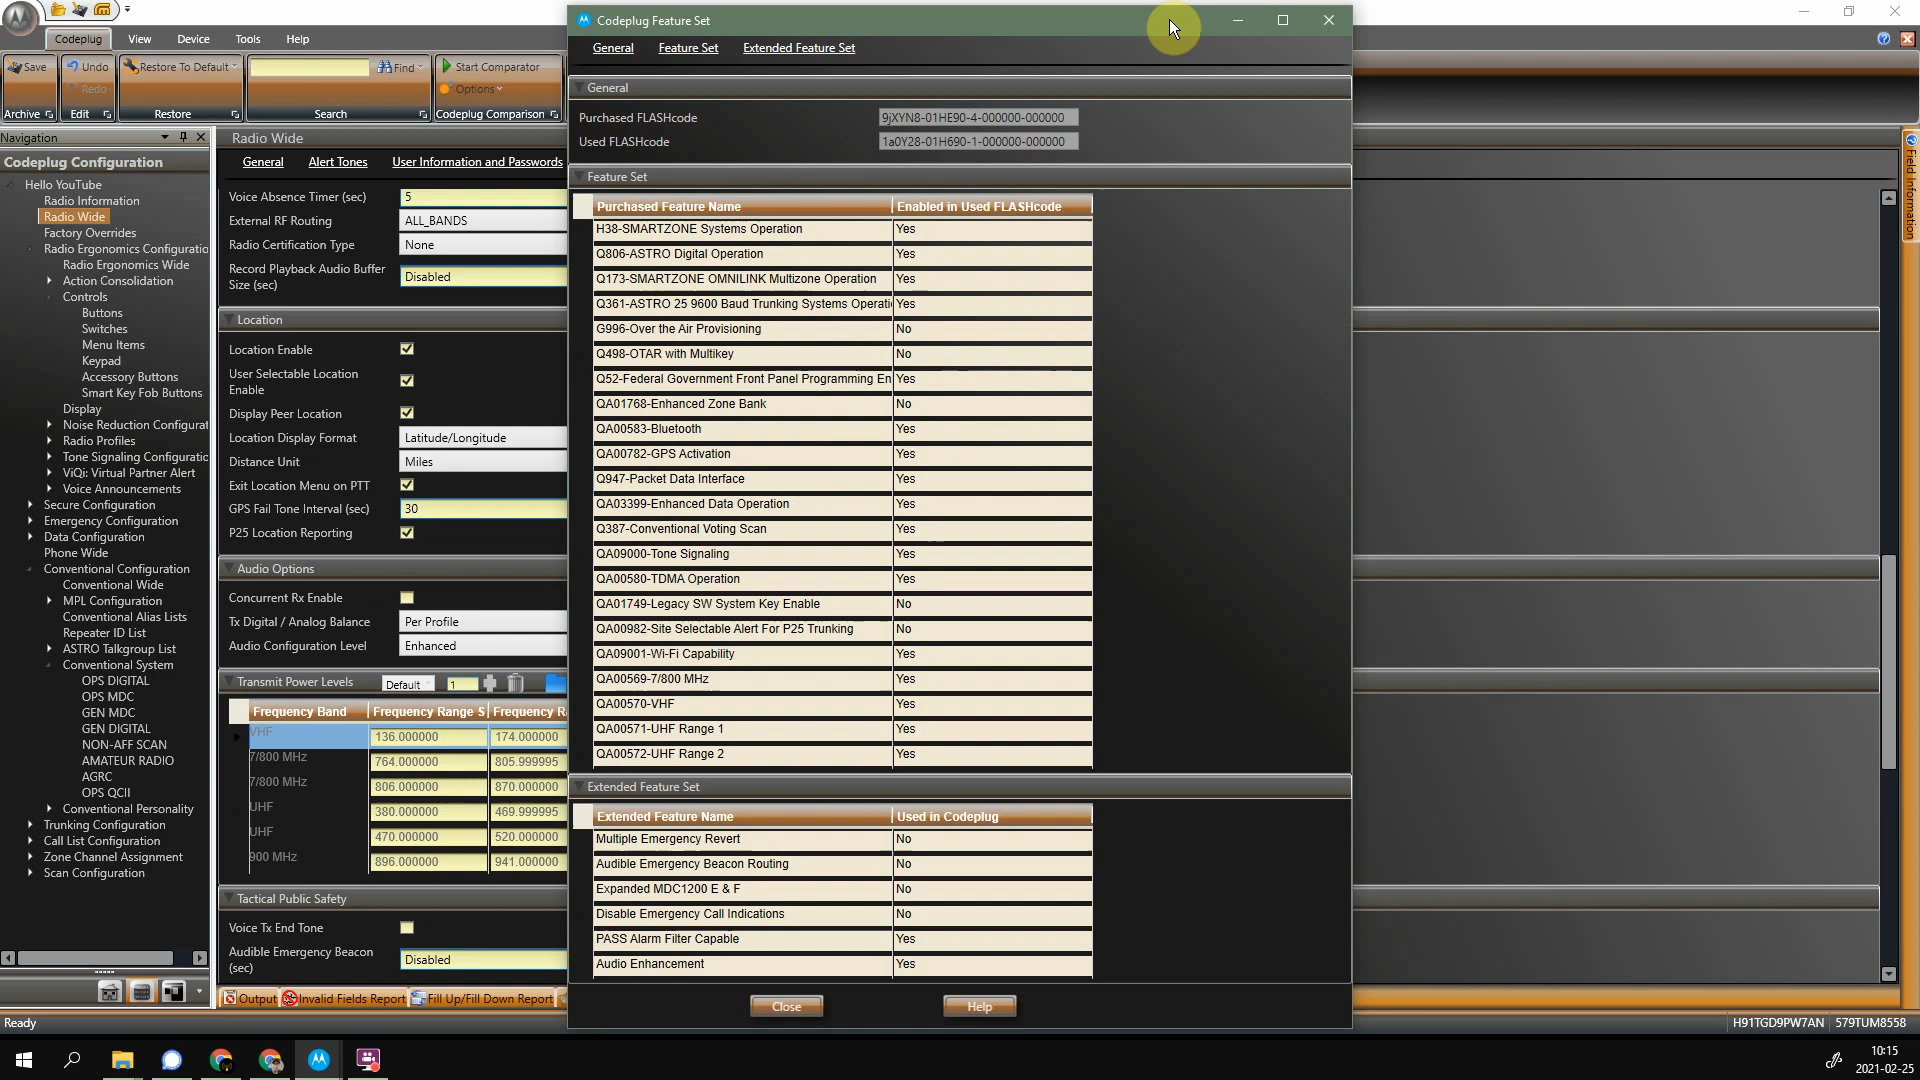 Codeplug View Device Tools Help
Save
Undo
Redo
Restore To Default
Find
Start Comparator
Options
Archive Edit Restore Search Codeplug Comparison
Navigation
Codeplug Configuration
Hello YouTube
Radio Information
Radio Wide
Factory Overrides
Radio Ergonomics Configuratio
Radio Ergonomics Wide
Action Consolidation
Controls
Buttons
Switches
Menu Items
Keypad
Accessory Buttons
Smart Key Fob Buttons
Display
Noise Reduction Configurat
Radio Profiles
Tone Signaling Configuratic
ViQi: Virtual Partner Alert
Voice Announcements
Secure Configuration
Emergency Configuration
Data Configuration
Phone Wide
Conventional Configuration
Conventional Wide
MPL Configuration
Conventional Alias Lists
Repeater ID List
ASTRO Talkgroup List
Conventional System
OPS DIGITAL
OPS MDC
GEN MDC
GEN DIGITAL
NON-AFF SCAN
AMATEUR RADIO
AGRC
OPS QCII
Conventional Personality
Trunking Configuration
Call List Configuration
Zone Channel Assignment
Scan Configuration
Radio Wide
General Alert Tones User Information and Passwords
Voice Absence Timer (sec) 5
External RF Routing ALL_BANDS
Radio Certification Type None
Record Playback Audio Buffer
Size (sec) Disabled
Location
Location Enable
User Selectable Location
Enable
Display Peer Location
Location Display Format Latitude/Longitude
Distance Unit Miles
Exit Location Menu on PTT
GPS Fail Tone Interval (sec) 30
P25 Location Reporting
Audio Options
Concurrent Rx Enable
Tx Digital / Analog Balance Per Profile
Audio Configuration Level Enhanced
Transmit Power Levels Default 1
Frequency Band Frequency Range S Frequency R
VHF 136.000000 174.000000
7/800 MHz 764.000000 805.999995
7/800 MHz 806.000000 870.000000
UHF 380.000000 469.999995
UHF 470.000000 520.000000
900 MHz 896.000000 941.000000
Tactical Public Safety
Voice Tx End Tone
Audible Emergency Beacon
(sec) Disabled
Output Invalid Fields Report Fill Up/Fill Down Report
Codeplug Feature Set
General Feature Set Extended Feature Set
General
Purchased FLASHcode 9jXYN8-01HE90-4-000000-000000
Used FLASHcode 1a0Y28-01H690-1-000000-000000
Feature Set
Purchased Feature Name Enabled in Used FLASHcode
H38-SMARTZONE Systems Operation Yes
Q806-ASTRO Digital Operation Yes
Q173-SMARTZONE OMNILINK Multizone Operation Yes
Q361-ASTRO 25 9600 Baud Trunking Systems Operati Yes
G996-Over the Air Provisioning No
Q498-OTAR with Multikey No
Q52-Federal Government Front Panel Programming En Yes
QA01768-Enhanced Zone Bank No
QA00583-Bluetooth Yes
QA00782-GPS Activation Yes
Q947-Packet Data Interface Yes
QA03399-Enhanced Data Operation Yes
Q387-Conventional Voting Scan Yes
QA09000-Tone Signaling Yes
QA00580-TDMA Operation Yes
QA01749-Legacy SW System Key Enable No
QA00982-Site Selectable Alert For P25 Trunking No
QA09001-Wi-Fi Capability Yes
QA00569-7/800 MHz Yes
QA00570-VHF Yes
QA00571-UHF Range 1 Yes
QA00572-UHF Range 2 Yes
Extended Feature Set
Extended Feature Name Used in Codeplug
Multiple Emergency Revert No
Audible Emergency Beacon Routing No
Expanded MDC1200 E & F No
Disable Emergency Call Indications No
PASS Alarm Filter Capable Yes
Audio Enhancement Yes
Close Help
Field Information
Ready H91TGD9PW7AN 579TUM8558
10:15
2021-02-25